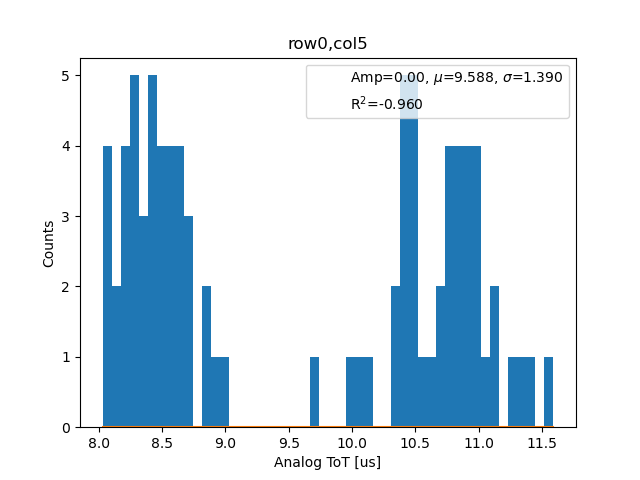 row0,col5
Amp=0.00, μ=9.588, σ=1.390
R²=-0.960
Counts
5
4
3
2
1
0
8.0 8.5 9.0 9.5 10.0 10.5 11.0 11.5
Analog ToT [us]